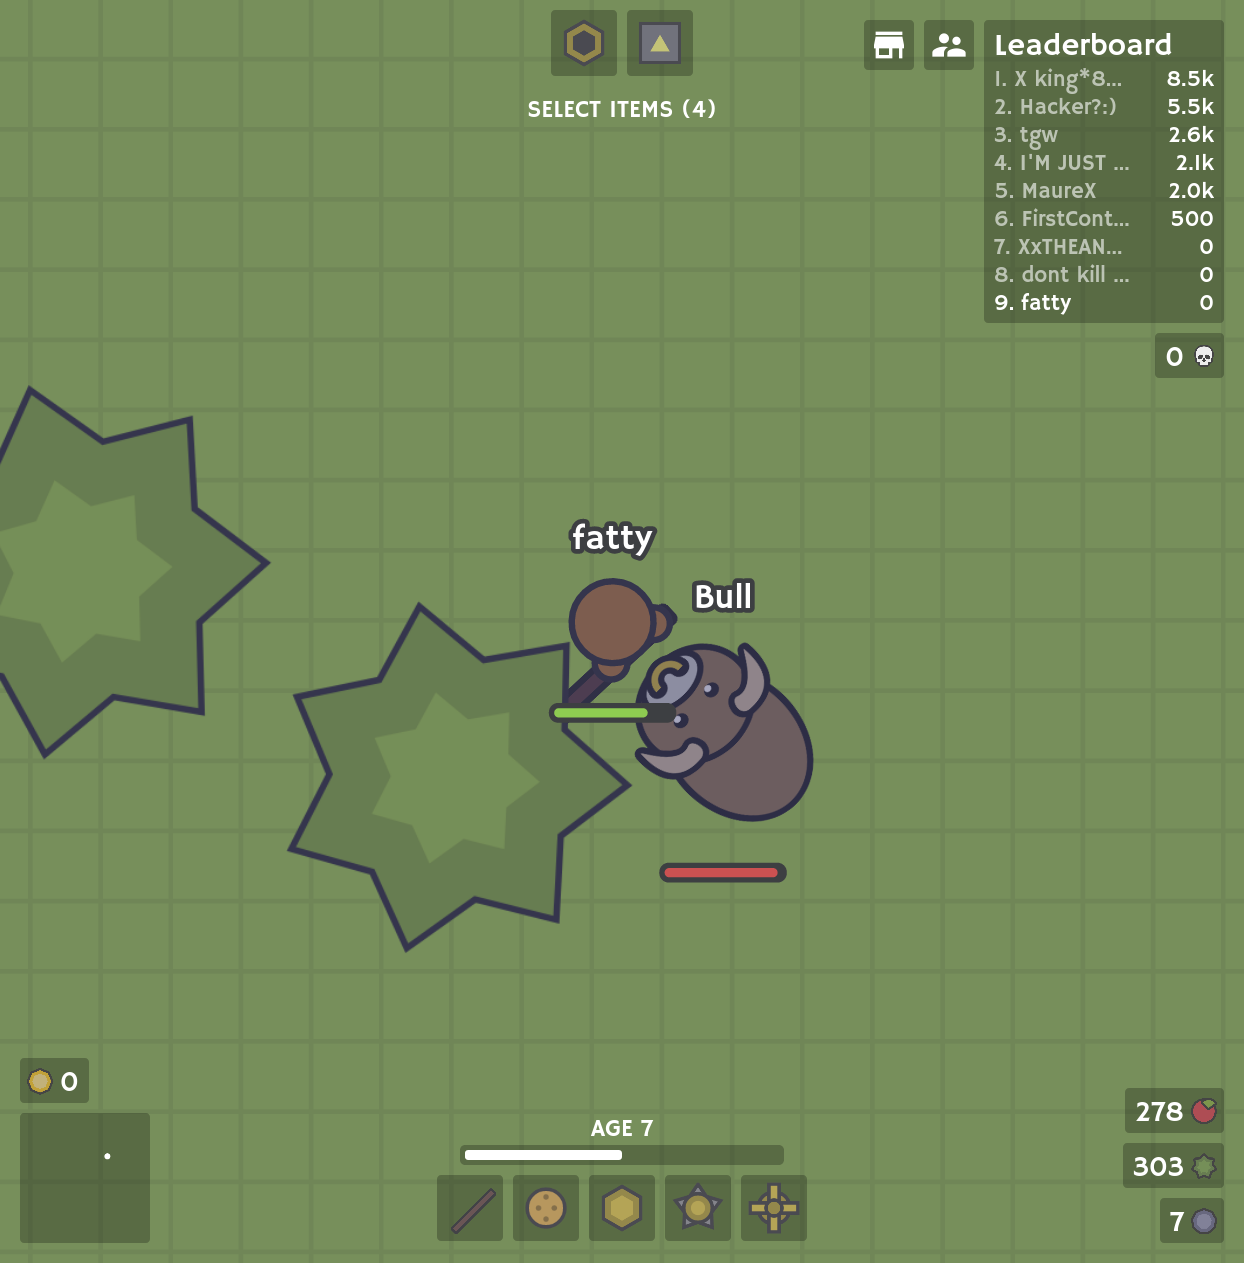 SELECT ITEMS (4)
Leaderboard
1. X king*8... 8.5k
2. Hacker?:) 5.5k
3. tgw 2.6k
4. I'M JUST ... 2.1k
5. MaureX 2.0k
6. FirstCont... 500
7. XxTHEAN... 0
8. dont kill ... 0
9. fatty 0
0
fatty
Bull
0
AGE 7
278
303
7